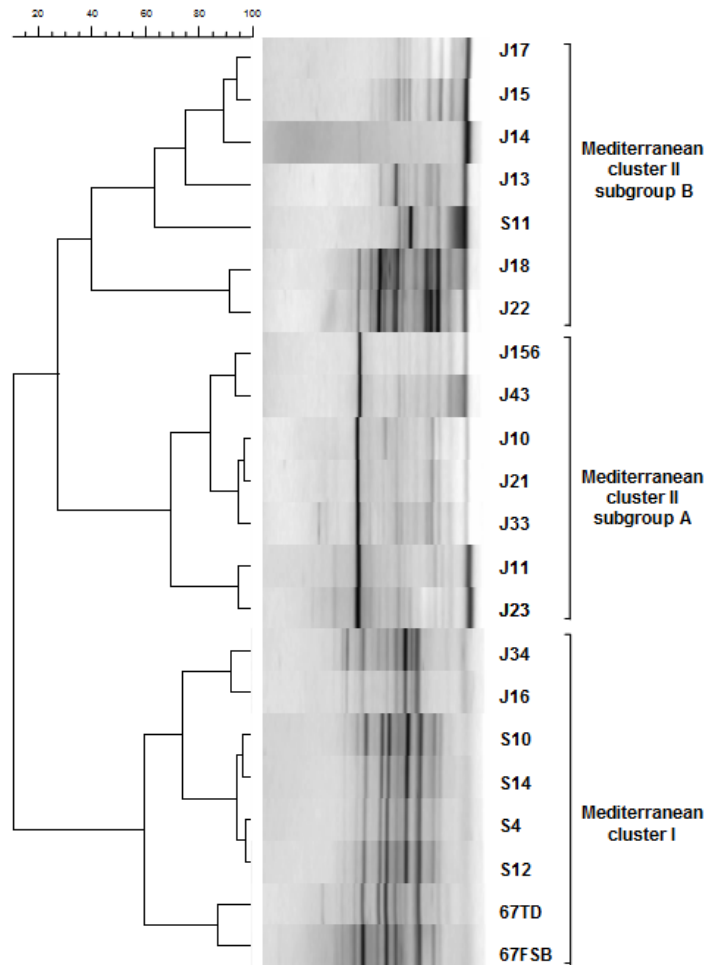 20 40 60 80 100
J17
J15
J14
J13
S11
J18
J22
Mediterranean
cluster II
subgroup B
J156
J43
J10
J21
J33
J11
J23
Mediterranean
cluster II
subgroup A
J34
J16
S10
S14
S4
S12
67TD
67FSB
Mediterranean
cluster I